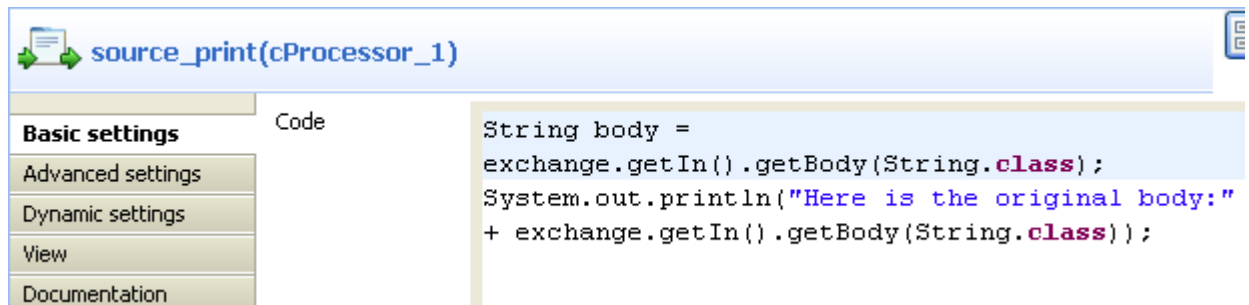 source_print(cProcessor_1)
Basic settings
Advanced settings
Dynamic settings
View
Documentation
Code
String body =
exchange.getIn().getBody(String.class);
System.out.println("Here is the original body:"
+ exchange.getIn().getBody(String.class));